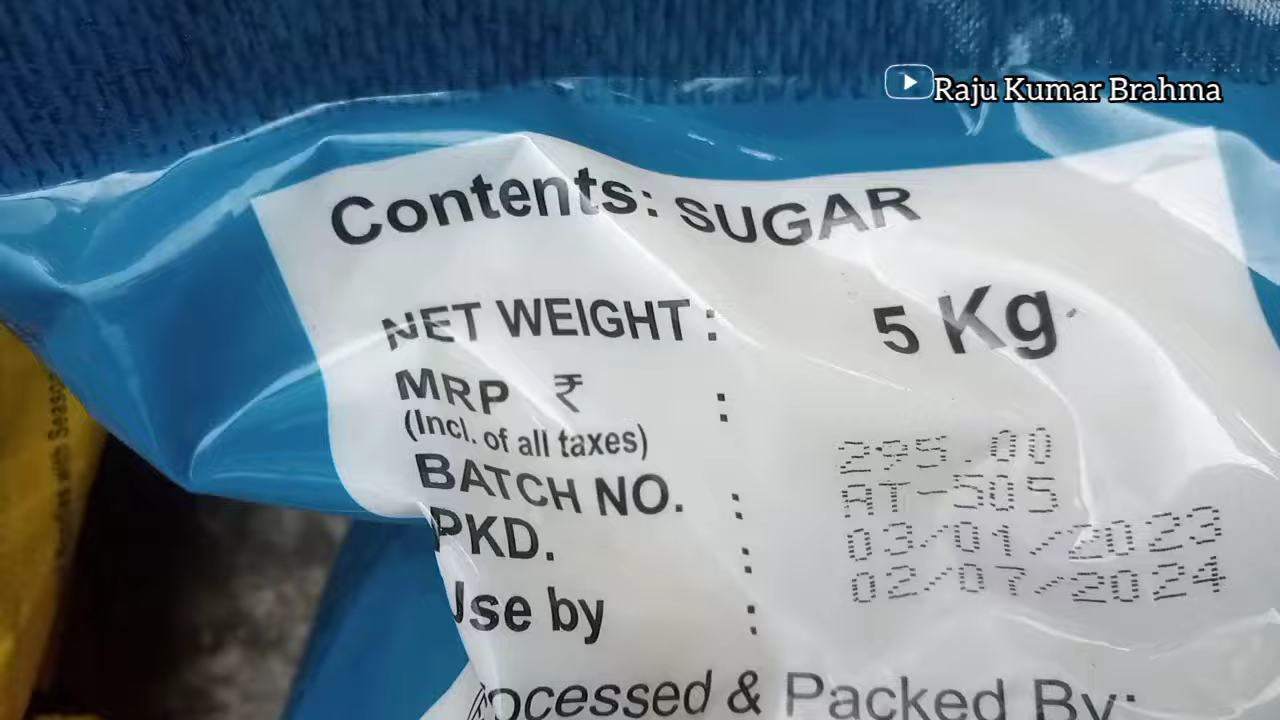 Raju Kumar Brahma
Contents: SUGAR
NET WEIGHT : 5 Kg
MRP ₹ : 295.00
(Incl. of all taxes)
BATCH NO. : AT-505
PKD. : 03/01/2023
Use by : 02/07/2024
Processed & Packed By: